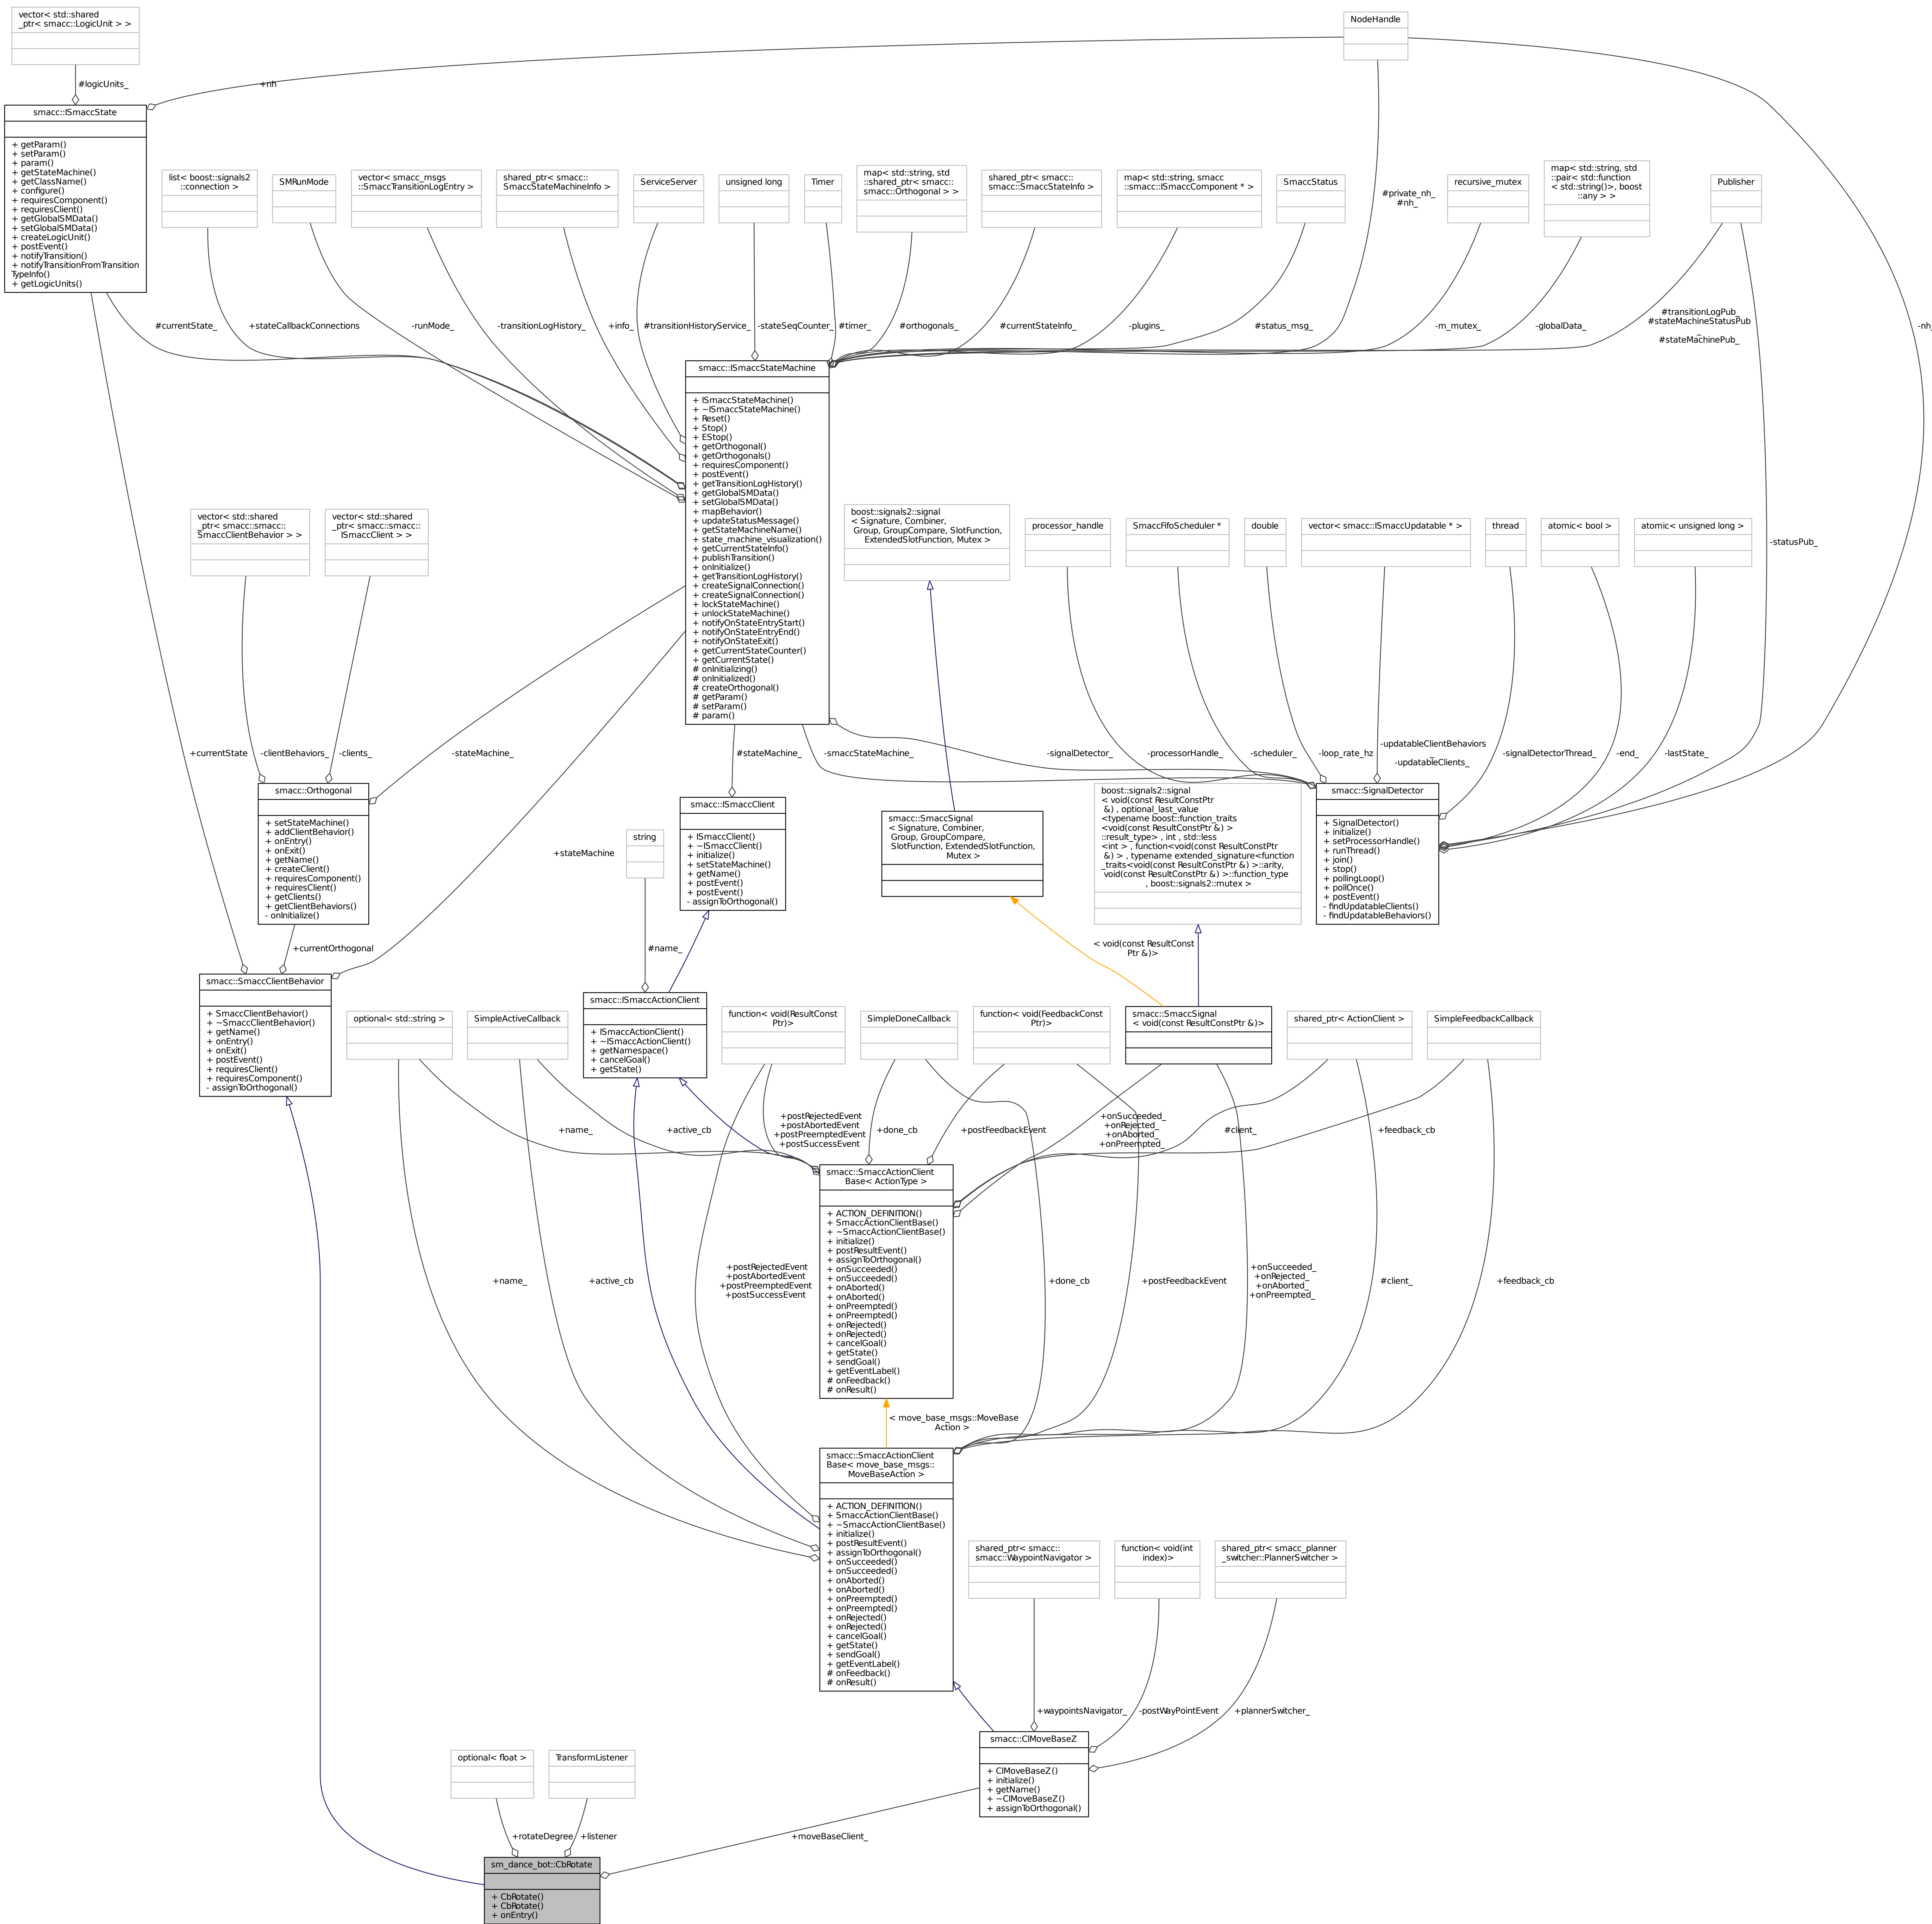 vector< std::shared
_ptr< smacc::LogicUnit > >
NodeHandle
#logicUnits_
+nh
smacc::ISmaccState
+ getParam()
+ setParam()
+ param()
+ getStateMachine()
+ getClassName()
+ configure()
+ requiresComponent()
+ requiresClient()
+ getGlobalSMData()
+ setGlobalSMData()
+ createLogicUnit()
+ postEvent()
+ notifyTransition()
+ notifyTransitionFromTransition
TypeInfo()
+ getLogicUnits()
list< boost::signals2
::connection >
SMRunMode
vector< smacc_msgs
::SmaccTransitionLogEntry >
shared_ptr< smacc::
SmaccStateMachineInfo >
ServiceServer
unsigned long
Timer
map< std::string, std
::shared_ptr< smacc::
smacc::Orthogonal > >
shared_ptr< smacc::
smacc::SmaccStateInfo >
map< std::string, smacc
::smacc::ISmaccComponent * >
SmaccStatus
#private_nh_
#nh_
recursive_mutex
map< std::string, std
::pair< std::function
< std::string()>, boost
::any > >
Publisher
#currentState_
+stateCallbackConnections
-runMode_
-transitionLogHistory_
+info_
#transitionHistoryService_
-stateSeqCounter_
#timer_
#orthogonals_
#currentStateInfo_
-plugins_
#status_msg_
-m_mutex_
-globalData_
#transitionLogPub_
#stateMachineStatusPub
_
#stateMachinePub_
-nh_
smacc::ISmaccStateMachine
+ ISmaccStateMachine()
+ ~ISmaccStateMachine()
+ Reset()
+ Stop()
+ EStop()
+ getOrthogonal()
+ getOrthogonals()
+ requiresComponent()
+ postEvent()
+ getTransitionLogHistory()
+ getGlobalSMData()
+ setGlobalSMData()
+ mapBehavior()
+ updateStatusMessage()
+ getStateMachineName()
+ state_machine_visualization()
+ getCurrentStateInfo()
+ publishTransition()
+ onInitialize()
+ getTransitionLogHistory()
+ createSignalConnection()
+ createSignalConnection()
+ lockStateMachine()
+ unlockStateMachine()
+ notifyOnStateEntryStart()
+ notifyOnStateEntryEnd()
+ notifyOnStateExit()
+ getCurrentStateCounter()
+ getCurrentState()
# onInitializing()
# onInitialized()
# createOrthogonal()
# getParam()
# setParam()
# param()
vector< std::shared
_ptr< smacc::smacc::
SmaccClientBehavior > >
vector< std::shared
_ptr< smacc::smacc::
ISmaccClient > >
boost::signals2::signal
< Signature, Combiner,
Group, GroupCompare, SlotFunction,
ExtendedSlotFunction, Mutex >
processor_handle
SmaccFifoScheduler *
double
vector< smacc::ISmaccUpdatable * >
thread
atomic< bool >
atomic< unsigned long >
-statusPub_
+currentState
-clientBehaviors_
-clients_
-stateMachine_
#stateMachine_
-smaccStateMachine_
-signalDetector_
-processorHandle_
-scheduler_
-loop_rate_hz
-updatableClientBehaviors
_
-updatableClients_
-signalDetectorThread_
-end_
-lastState_
smacc::Orthogonal
+ setStateMachine()
+ addClientBehavior()
+ onEntry()
+ onExit()
+ getName()
+ createClient()
+ requiresComponent()
+ requiresClient()
+ getClients()
+ getClientBehaviors()
- onInitialize()
+stateMachine
string
smacc::ISmaccClient
+ ISmaccClient()
+ ~ISmaccClient()
+ initialize()
+ setStateMachine()
+ getName()
+ postEvent()
+ postEvent()
- assignToOrthogonal()
smacc::SmaccSignal
< Signature, Combiner,
Group, GroupCompare,
SlotFunction, ExtendedSlotFunction,
Mutex >
boost::signals2::signal
< void(const ResultConstPtr
&) , optional_last_value
<typename boost::function_traits
<void(const ResultConstPtr &) >
::result_type> , int , std::less
<int > , function<void(const ResultConstPtr
&) > , typename extended_signature<function
_traits<void(const ResultConstPtr &) >::arity,
void(const ResultConstPtr &) >::function_type
, boost::signals2::mutex >
smacc::SignalDetector
+ SignalDetector()
+ initialize()
+ setProcessorHandle()
+ runThread()
+ join()
+ stop()
+ pollingLoop()
+ pollOnce()
+ postEvent()
- findUpdatableClients()
- findUpdatableBehaviors()
+currentOrthogonal
#name_
< void(const ResultConst
Ptr &)>
smacc::SmaccClientBehavior
+ SmaccClientBehavior()
+ ~SmaccClientBehavior()
+ getName()
+ onEntry()
+ onExit()
+ postEvent()
+ requiresClient()
+ requiresComponent()
- assignToOrthogonal()
optional< std::string >
SimpleActiveCallback
smacc::ISmaccActionClient
+ ISmaccActionClient()
+ ~ISmaccActionClient()
+ getNamespace()
+ cancelGoal()
+ getState()
function< void(ResultConst
Ptr)>
SimpleDoneCallback
function< void(FeedbackConst
Ptr)>
smacc::SmaccSignal
< void(const ResultConstPtr &)>
shared_ptr< ActionClient >
SimpleFeedbackCallback
+name_
+active_cb
+postRejectedEvent
+postAbortedEvent
+postPreemptedEvent
+postSuccessEvent
+done_cb
+postFeedbackEvent
+onSucceeded_
+onRejected_
+onAborted_
+onPreempted_
#client_
+feedback_cb
smacc::SmaccActionClient
Base< ActionType >
+ ACTION_DEFINITION()
+ SmaccActionClientBase()
+ ~SmaccActionClientBase()
+ initialize()
+ postResultEvent()
+ assignToOrthogonal()
+ onSucceeded()
+ onSucceeded()
+ onAborted()
+ onAborted()
+ onPreempted()
+ onPreempted()
+ onRejected()
+ onRejected()
+ cancelGoal()
+ getState()
+ sendGoal()
+ getEventLabel()
# onFeedback()
# onResult()
+name_
+active_cb
+postRejectedEvent
+postAbortedEvent
+postPreemptedEvent
+postSuccessEvent
+done_cb
+postFeedbackEvent
+onSucceeded_
+onRejected_
+onAborted_
+onPreempted_
#client_
+feedback_cb
< move_base_msgs::MoveBase
Action >
smacc::SmaccActionClient
Base< move_base_msgs::
MoveBaseAction >
+ ACTION_DEFINITION()
+ SmaccActionClientBase()
+ ~SmaccActionClientBase()
+ initialize()
+ postResultEvent()
+ assignToOrthogonal()
+ onSucceeded()
+ onSucceeded()
+ onAborted()
+ onAborted()
+ onPreempted()
+ onPreempted()
+ onRejected()
+ onRejected()
+ cancelGoal()
+ getState()
+ sendGoal()
+ getEventLabel()
# onFeedback()
# onResult()
shared_ptr< smacc::
smacc::WaypointNavigator >
function< void(int
index)>
shared_ptr< smacc_planner
_switcher::PlannerSwitcher >
+waypointsNavigator_
-postWayPointEvent
+plannerSwitcher_
smacc::ClMoveBaseZ
+ ClMoveBaseZ()
+ initialize()
+ getName()
+ ~ClMoveBaseZ()
+ assignToOrthogonal()
optional< float >
TransformListener
+rotateDegree
+listener
+moveBaseClient_
sm_dance_bot::CbRotate
+ CbRotate()
+ CbRotate()
+ onEntry()